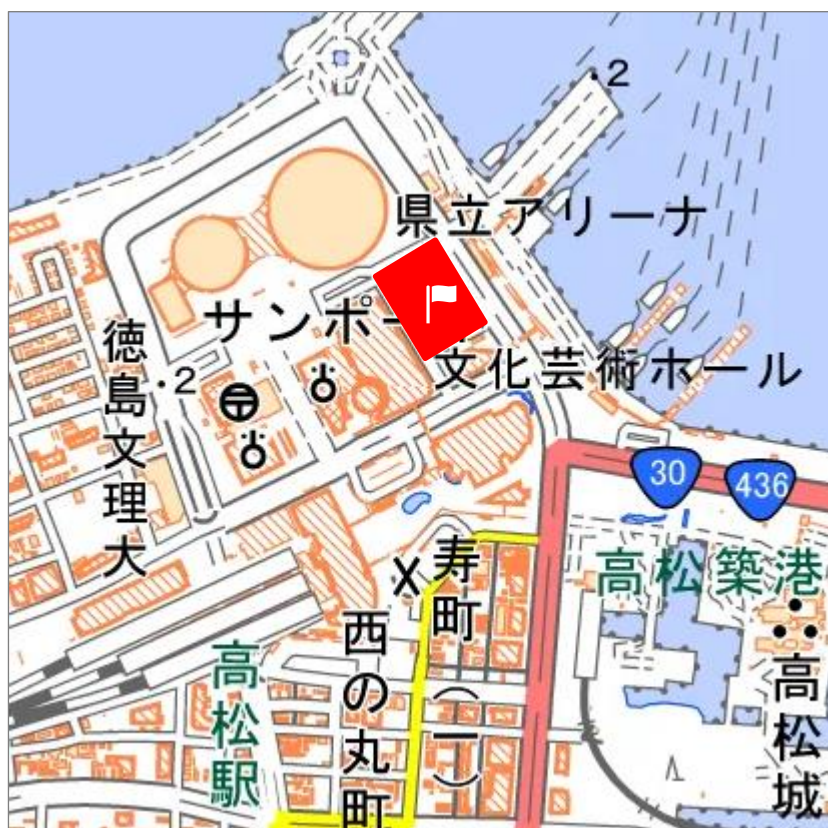 2
県立アリーナ
サンポー
文化芸術ホール
徳島文理大
2
30
436
高松築港
寿町(一)
西の丸町
高松駅
高松城